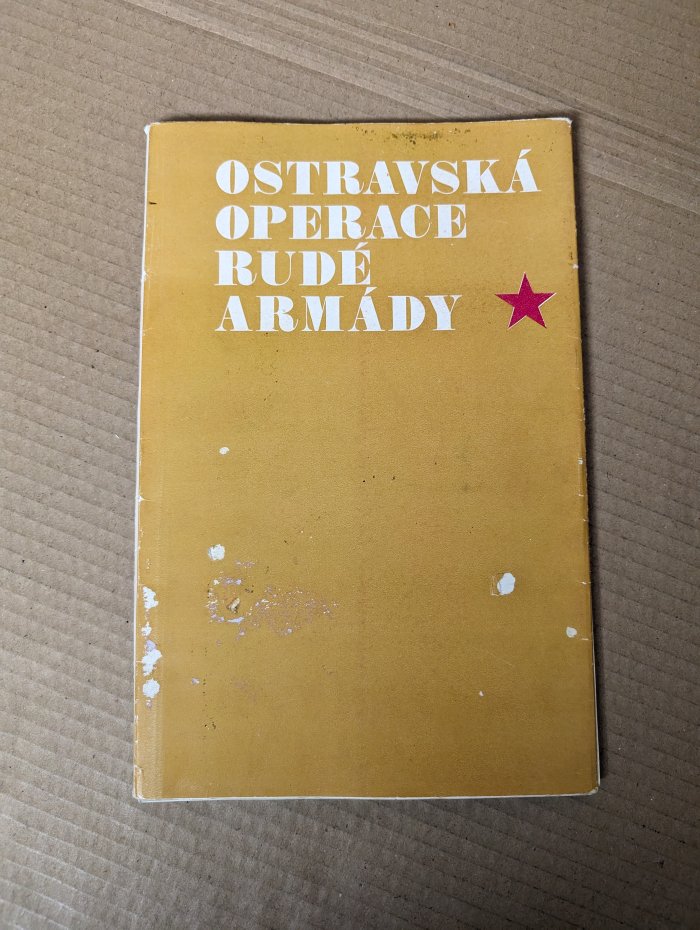 OSTRAVSKÁ
OPERACE
RUDÉ
ARMÁDY